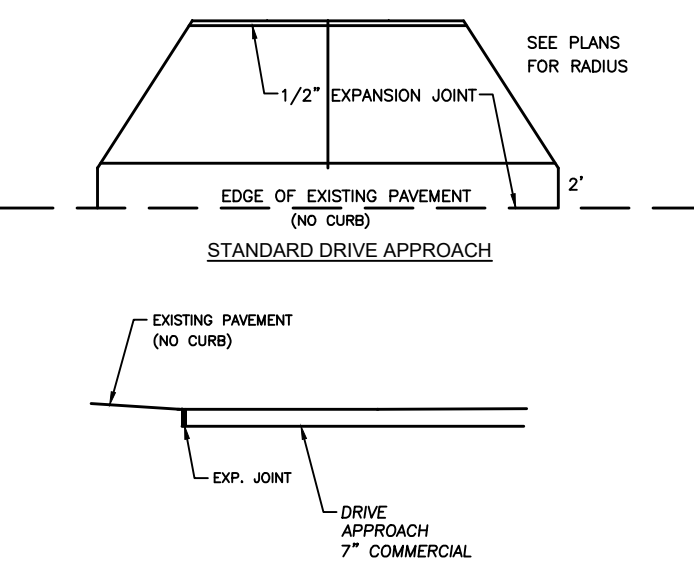 SEE PLANS
FOR RADIUS
1/2" EXPANSION JOINT
2'
EDGE OF EXISTING PAVEMENT
(NO CURB)
STANDARD DRIVE APPROACH
EXISTING PAVEMENT
(NO CURB)
EXP. JOINT
DRIVE
APPROACH
7" COMMERCIAL